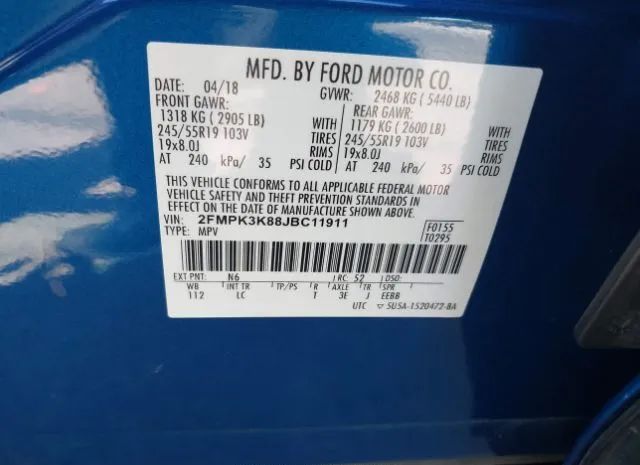 MFD. BY FORD MOTOR CO.
DATE: 04/18 GVWR: 2468 KG ( 5440 LB)
FRONT GAWR: REAR GAWR:
1318 KG ( 2905 LB) WITH 1179 KG ( 2600 LB)
245/55R19 103V TIRES 245/55R19 103V
19x8.0J RIMS 19x8.0J
AT 240 kPa/ 35 PSI COLD AT 240 kPa/ 35 PSI COLD
THIS VEHICLE CONFORMS TO ALL APPLICABLE FEDERAL MOTOR
VEHICLE SAFETY AND THEFT PREVENTION STANDARDS IN
EFFECT ON THE DATE OF MANUFACTURE SHOWN ABOVE.
VIN: 2FMPK3K88JBC11911 F0155
TYPE: MPV T0295
EXT PNT: N6 RC: 52 DSO:
WB INT TR TP/PS R AXLE TR SPR
112 LC T 3E J EEBB
UTC ▽ 5U5A-1520472-BA